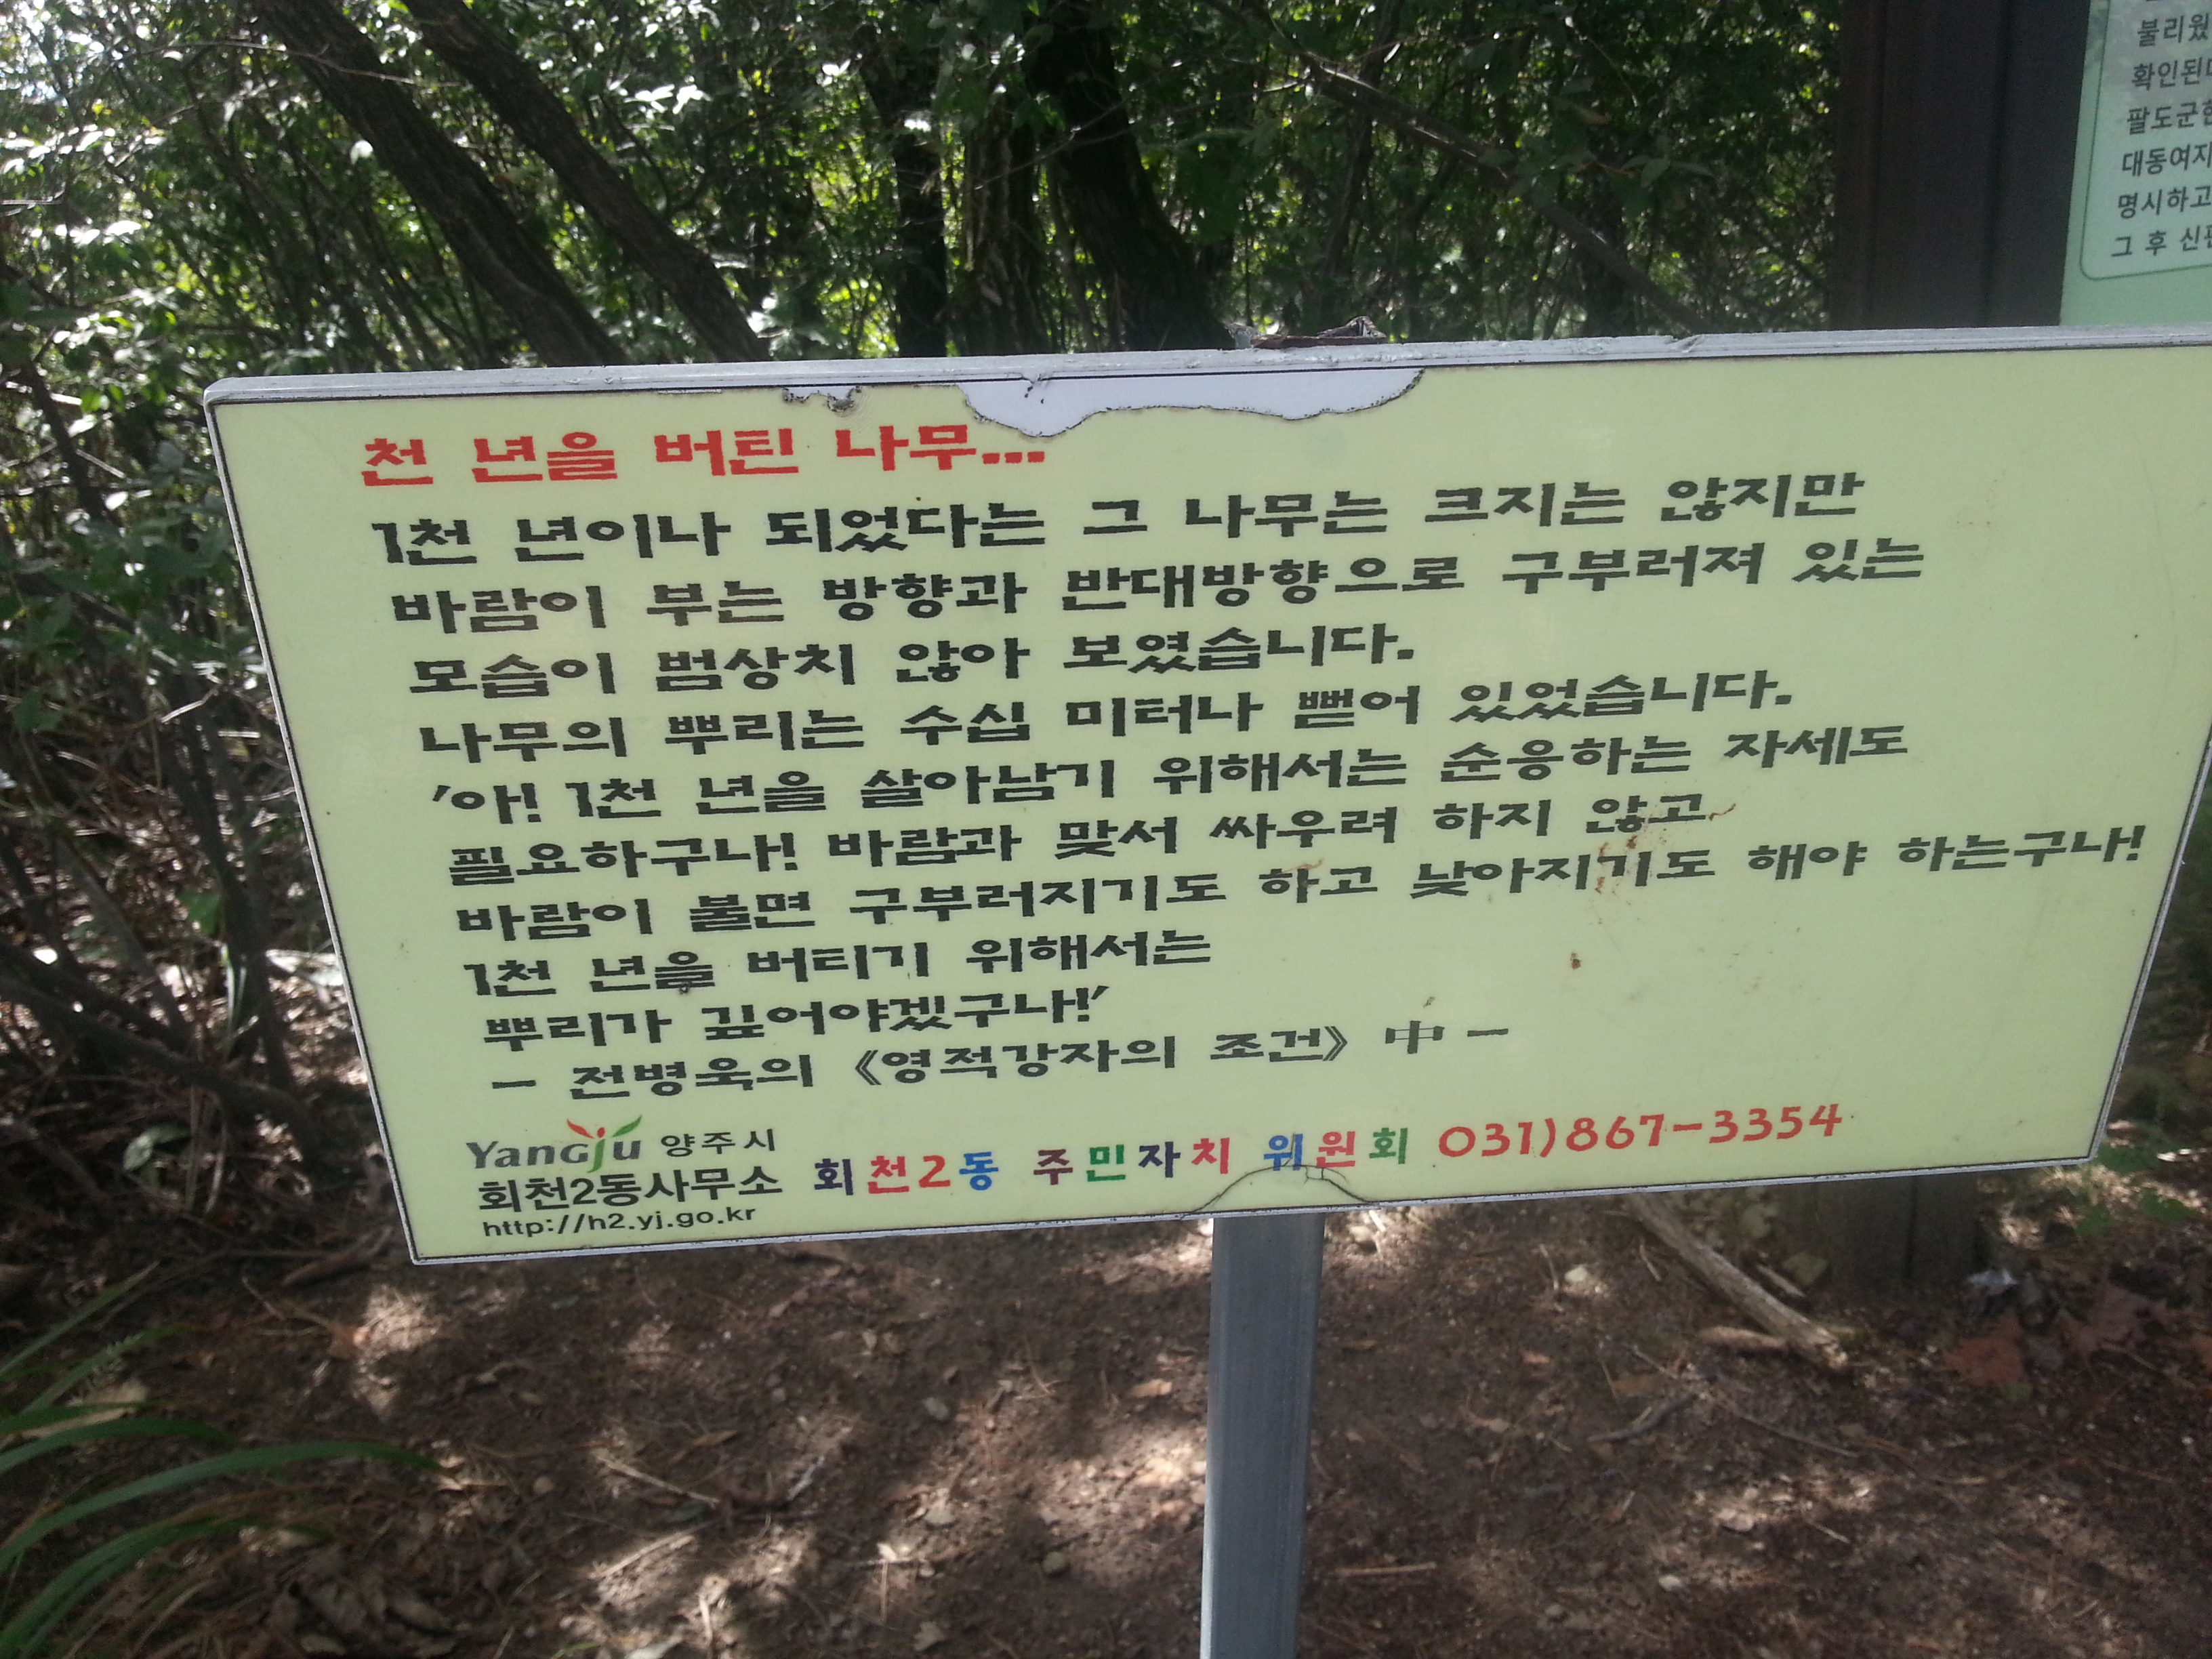 천 년을 버틴 나무...
1천 년이나 되었다는 그 나무는 크지는 않지만
바람이 부는 방향과 반대방향으로 구부러져 있는
모습이 범상치 않아 보였습니다.
나무의 뿌리는 수십 미터나 뻗어 있었습니다.
'아! 1천 년을 살아남기 위해서는 순응하는 자세도
필요하구나! 바람과 맞서 싸우려 하지 않고
바람이 불면 구부러지기도 하고 낮아지기도 해야 하는구나!
1천 년을 버티기 위해서는
뿌리가 깊어야겠구나!'
- 전병욱의 《영적강자의 조건》 中 -
Yangju 양주시
회천2동사무소 회천2동 주민자치 위원회 031)867-3354
http://h2.yj.go.kr
불리웠
확인된
팔도군
대동여지
명시하고
그 후 신